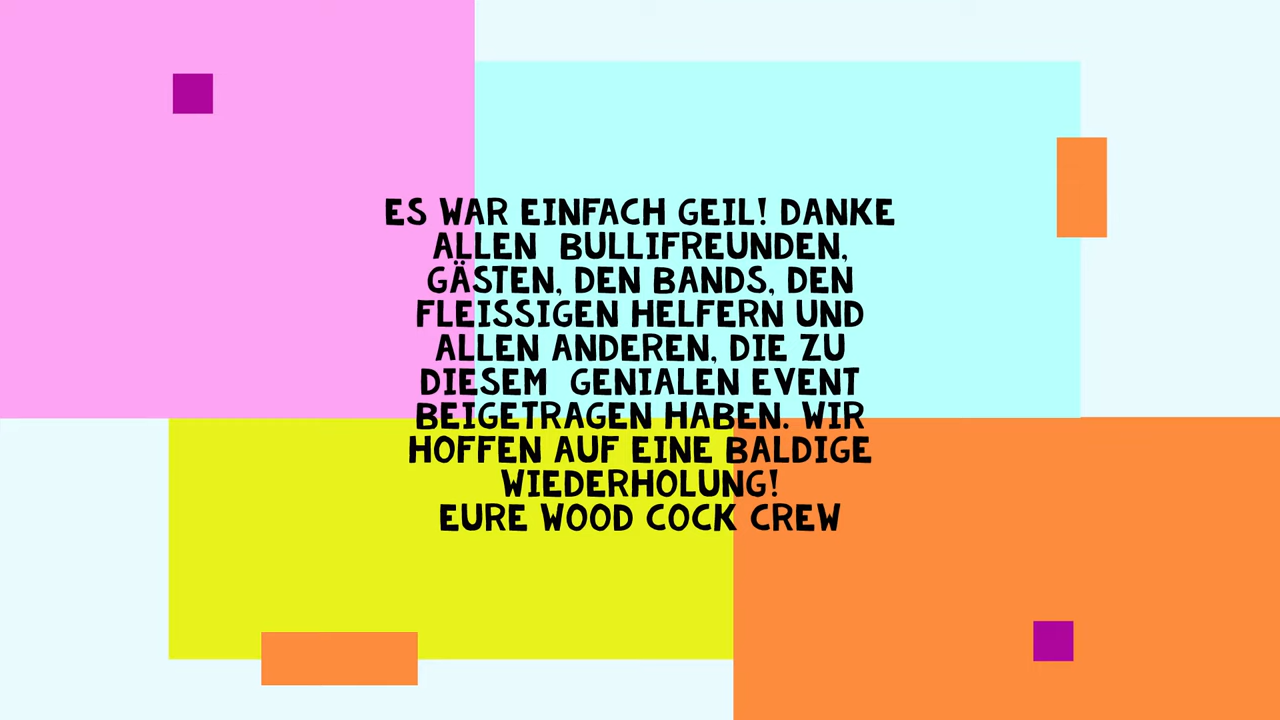 ES WAR EINFACH GEIL! DANKE
ALLEN  BULLIFREUNDEN,
GÄSTEN, DEN BANDS, DEN
FLEISSIGEN HELFERN UND
ALLEN ANDEREN, DIE ZU
DIESEM  GENIALEN EVENT
BEIGETRAGEN HABEN. WIR
HOFFEN AUF EINE BALDIGE
WIEDERHOLUNG!
EURE WOOD COCK CREW